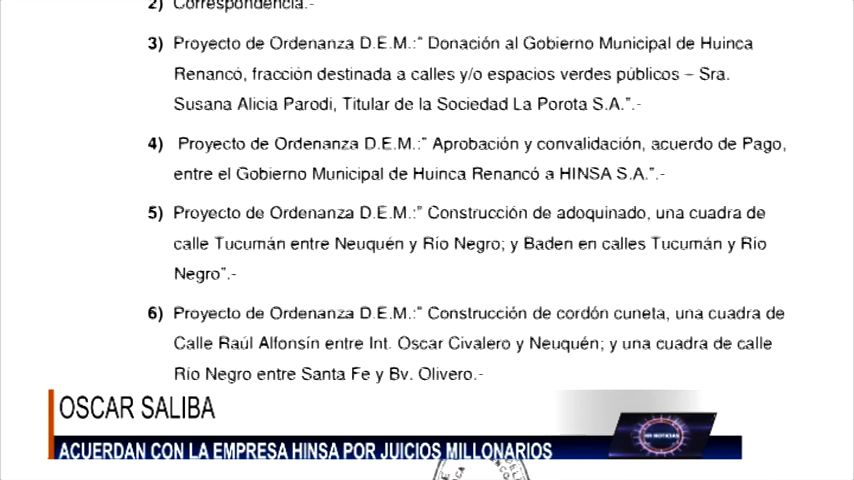 2) Correspondencia.-
3) Proyecto de Ordenanza D.E.M.:" Donación al Gobierno Municipal de Huinca
Renancó, fracción destinada a calles y/o espacios verdes públicos – Sra.
Susana Alicia Parodi, Titular de la Sociedad La Porota S.A.".-
4) Proyecto de Ordenanza D.E.M.:" Aprobación y convalidación, acuerdo de Pago,
entre el Gobierno Municipal de Huinca Renancó a HINSA S.A.".-
5) Proyecto de Ordenanza D.E.M.:" Construcción de adoquinado, una cuadra de
calle Tucumán entre Neuquén y Río Negro; y Baden en calles Tucumán y Río
Negro".-
6) Proyecto de Ordenanza D.E.M.:" Construcción de cordón cuneta, una cuadra de
Calle Raúl Alfonsín entre Int. Oscar Civalero y Neuquén; y una cuadra de calle
Río Negro entre Santa Fe y Bv. Olivero.-
OSCAR SALIBA
ACUERDAN CON LA EMPRESA HINSA POR JUICIOS MILLONARIOS
HR NOTICIAS